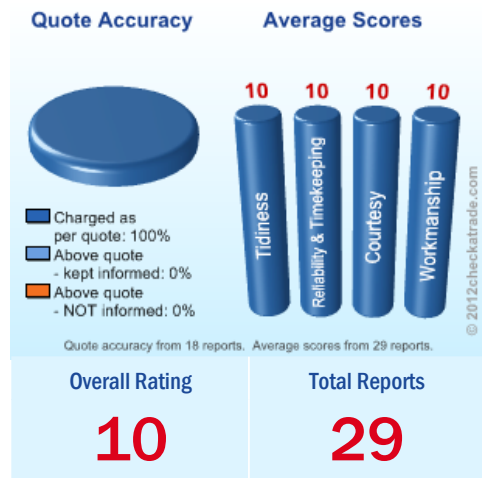 Quote Accuracy
Average Scores
10 10 10 10
Tidiness
Reliability & Timekeeping
Courtesy
Workmanship
Charged as
per quote: 100%
Above quote
- kept informed: 0%
Above quote
- NOT informed: 0%
© 2012checkatrade.com
Quote accuracy from 18 reports. Average scores from 29 reports.
Overall Rating
10
Total Reports
29